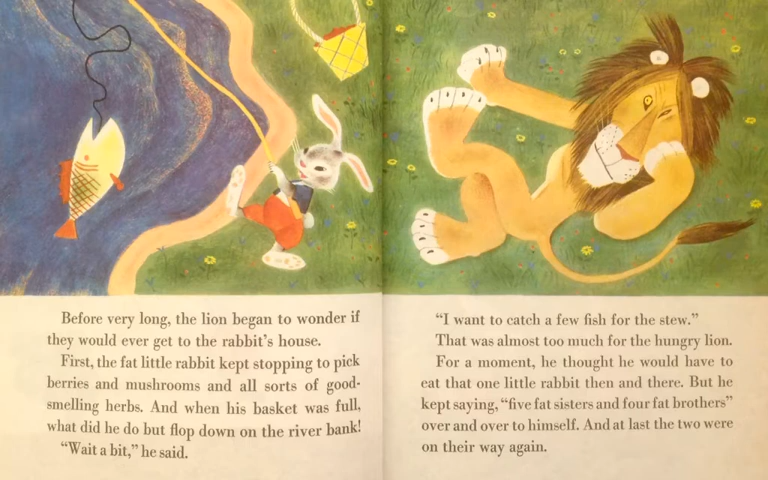 Before very long, the lion began to wonder if
they would ever get to the rabbit's house.
First, the fat little rabbit kept stopping to pick
berries and mushrooms and all sorts of good-
smelling herbs. And when his basket was full,
what did he do but flop down on the river bank!
“Wait a bit,” he said.
“I want to catch a few fish for the stew.”
That was almost too much for the hungry lion.
For a moment, he thought he would have to
eat that one little rabbit then and there. But he
kept saying, “five fat sisters and four fat brothers”
over and over to himself. And at last the two were
on their way again.